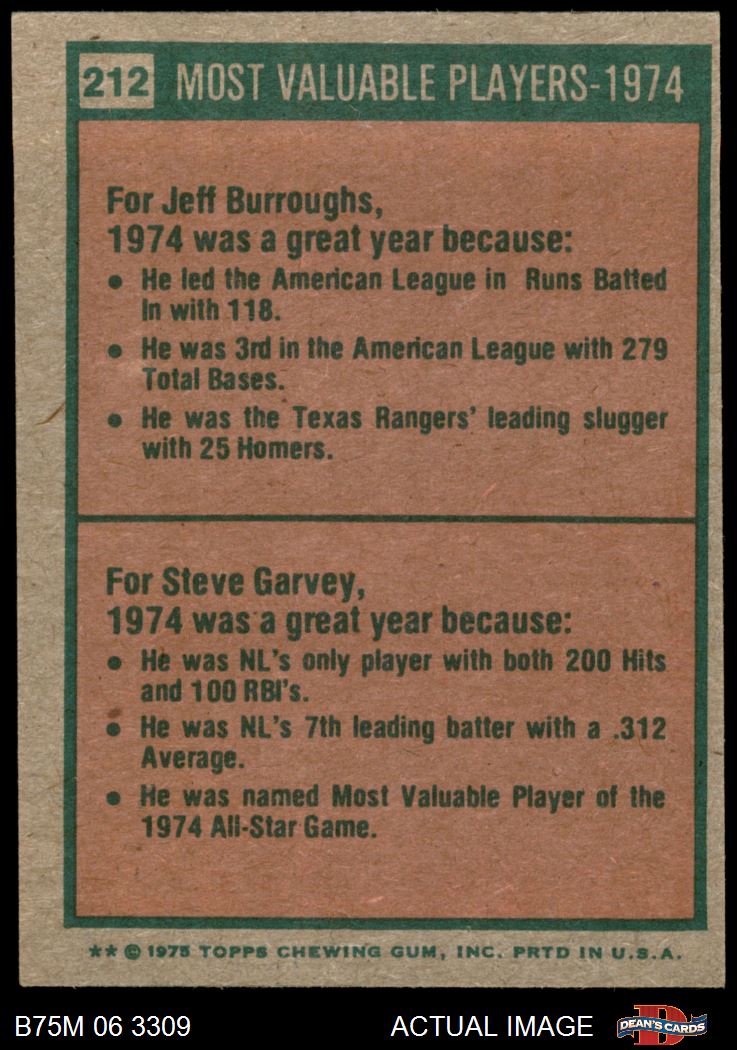 212 MOST VALUABLE PLAYERS-1974
For Jeff Burroughs,
1974 was a great year because:
• He led the American League in Runs Batted
In with 118.
• He was 3rd in the American League with 279
Total Bases.
• He was the Texas Rangers' leading slugger
with 25 Homers.
For Steve Garvey,
1974 was a great year because:
• He was NL's only player with both 200 Hits
and 100 RBI's.
• He was NL's 7th leading batter with a .312
Average.
• He was named Most Valuable Player of the
1974 All-Star Game.
** © 1975 TOPPS CHEWING GUM, INC. PRTD IN U.S.A.
B75M 06 3309 ACTUAL IMAGE D DEAN'S CARDS